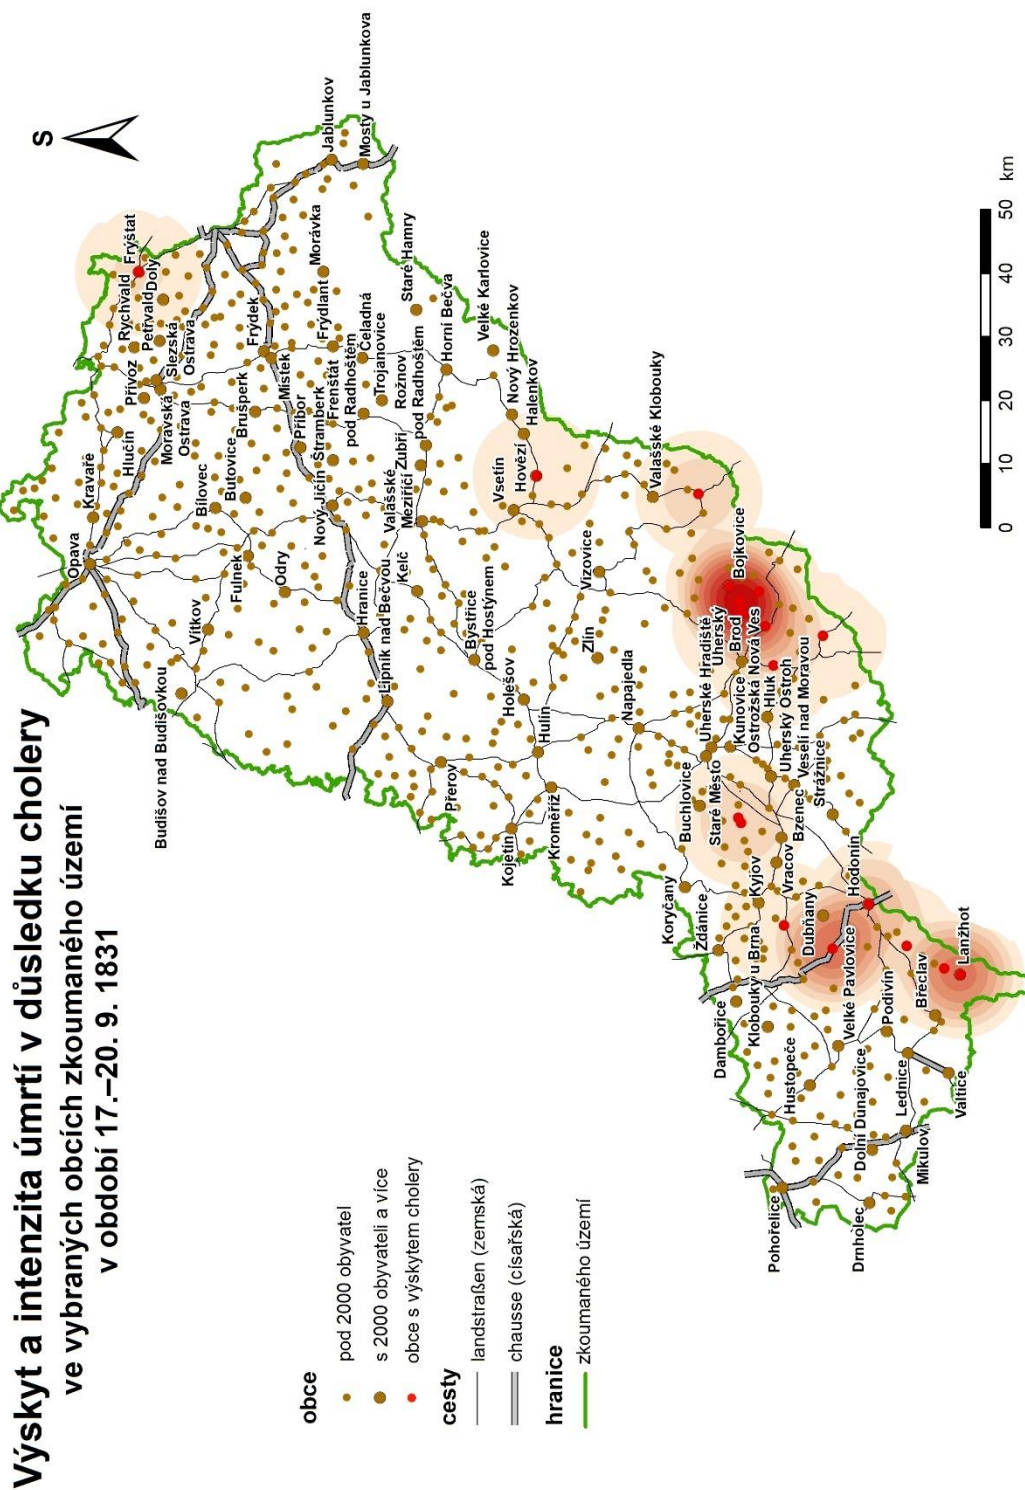 Výskyt a intenzita úmrtí v důsledku cholery
ve vybraných obcích zkoumaného území
v období 17.–20. 9. 1831
S
obce
pod 2000 obyvatel
s 2000 obyvateli a více
obce s výskytem cholery
cesty
landstraßen (zemská)
chausse (císařská)
hranice
zkoumaného území
Opava
Kravaře
Hlučín
Přívoz
Rychvald
Petřvald
Doly
Fryštat
Moravská
Ostrava
Slezská
Ostrava
Budišov nad Budišovkou
Vítkov
Bílovec
Butovice
Brušperk
Frýdek
Místek
Fulnek
Odry
Příbor
Štramberk
Nový Jičín
Frenštát
pod Radhoštěm
Frýdlant
Morávka
Jablunkov
Mosty u Jablunkova
Čeladná
Trojanovice
Hranice
Lipník nad Bečvou
Kelč
Valašské
Meziříčí
Zubří
Rožnov
pod Radhoštěm
Staré Hamry
Horní Bečva
Velké Karlovice
Nový Hrozenkov
Halenkov
Hovězí
Vsetín
Přerov
Bystřice
pod Hostýnem
Holešov
Hulín
Kojetín
Kroměříž
Vizovice
Zlín
Napajedla
Valašské Klobouky
Koryčany
Buchlovice
Staré Město
Uherské Hradiště
Uherský
Brod
Bojkovice
Kunovice
Ostrožská Nová Ves
Hluk
Uherský Ostroh
Veselí nad Moravou
Strážnice
Bzenec
Vracov
Kyjov
Ždánice
Dambořice
Klobouky u Brna
Dubňany
Hodonín
Hustopeče
Velké Pavlovice
Podivín
Břeclav
Lanžhot
Pohořelice
Dolní Dunajovice
Lednice
Valtice
Mikulov
Drnholec
0 10 20 30 40 50 km